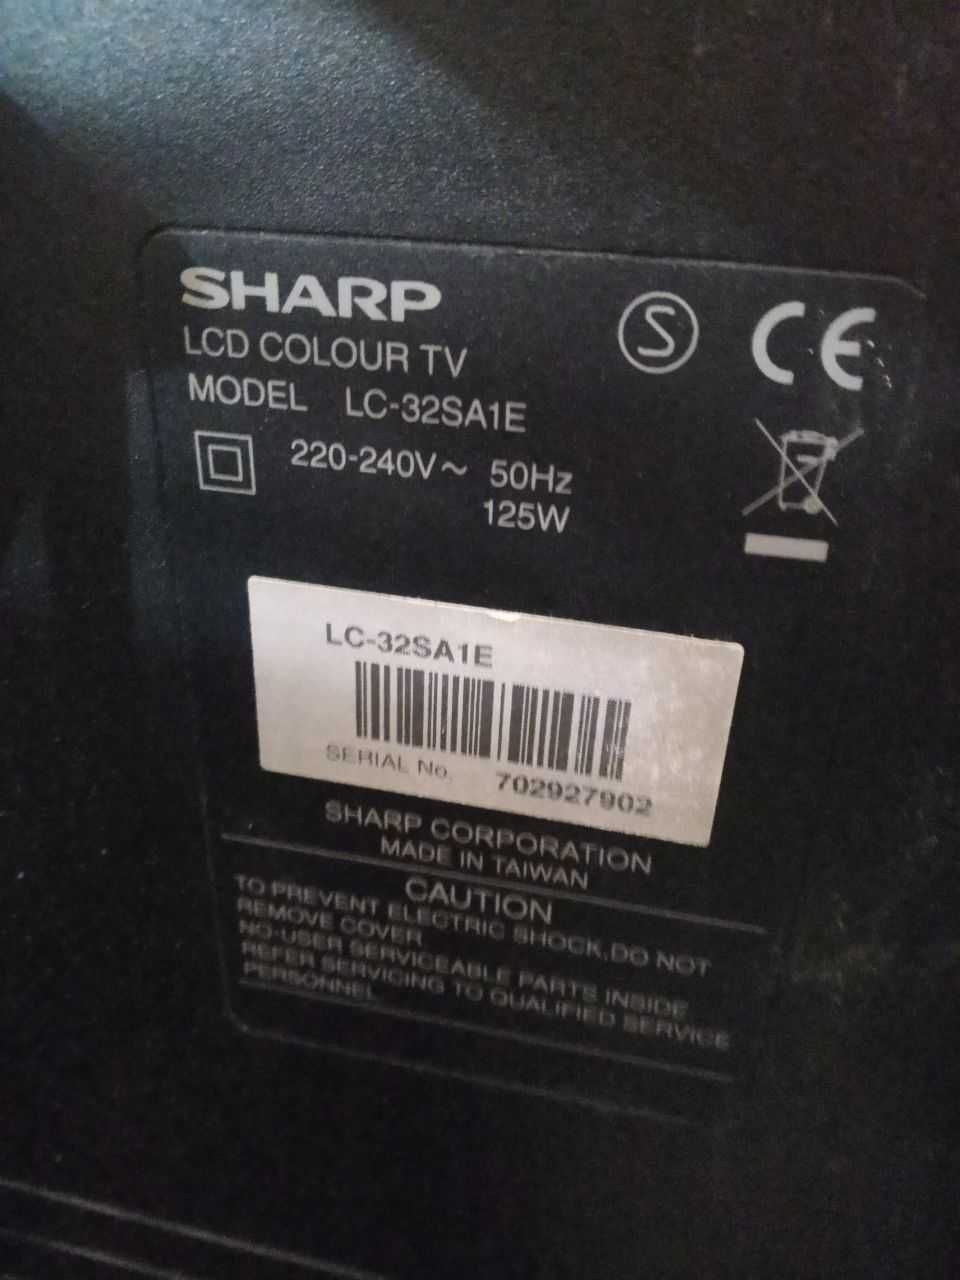 SHARP
LCD COLOUR TV
MODEL LC-32SA1E
220-240V~ 50Hz
125W
S
CE
LC-32SA1E
SERIAL No. 702927902
SHARP CORPORATION
MADE IN TAIWAN
CAUTION
TO PREVENT ELECTRIC SHOCK, DO NOT
REMOVE COVER
NO-USER SERVICEABLE PARTS INSIDE
REFER SERVICING TO QUALIFIED SERVICE
PERSONNEL